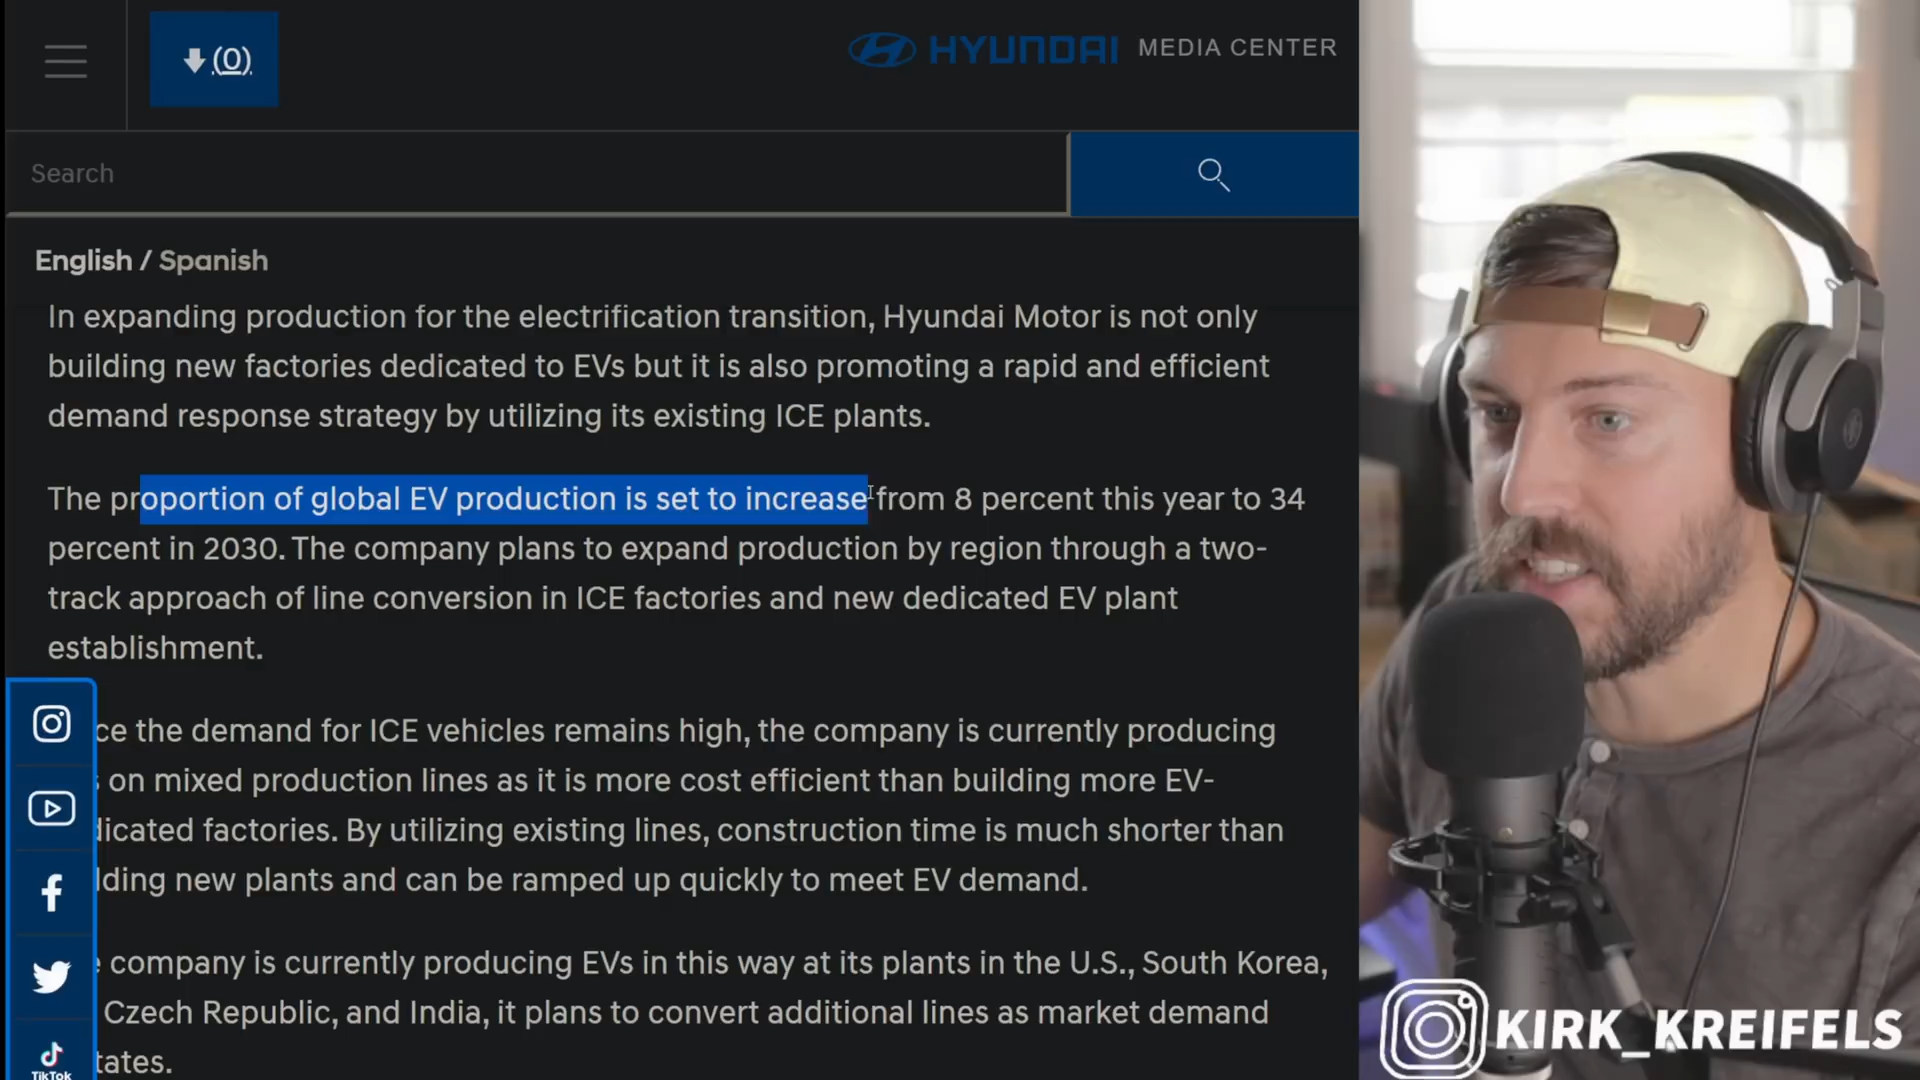 (0)
HYUNDAI MEDIA CENTER
Search
English / Spanish
In expanding production for the electrification transition, Hyundai Motor is not only
building new factories dedicated to EVs but it is also promoting a rapid and efficient
demand response strategy by utilizing its existing ICE plants.
The proportion of global EV production is set to increase from 8 percent this year to 34
percent in 2030. The company plans to expand production by region through a two-
track approach of line conversion in ICE factories and new dedicated EV plant
establishment.
ce the demand for ICE vehicles remains high, the company is currently producing
s on mixed production lines as it is more cost efficient than building more EV-
dicated factories. By utilizing existing lines, construction time is much shorter than
lding new plants and can be ramped up quickly to meet EV demand.
e company is currently producing EVs in this way at its plants in the U.S., South Korea,
Czech Republic, and India, it plans to convert additional lines as market demand
tates.
TikTok
KIRK_KREIFELS